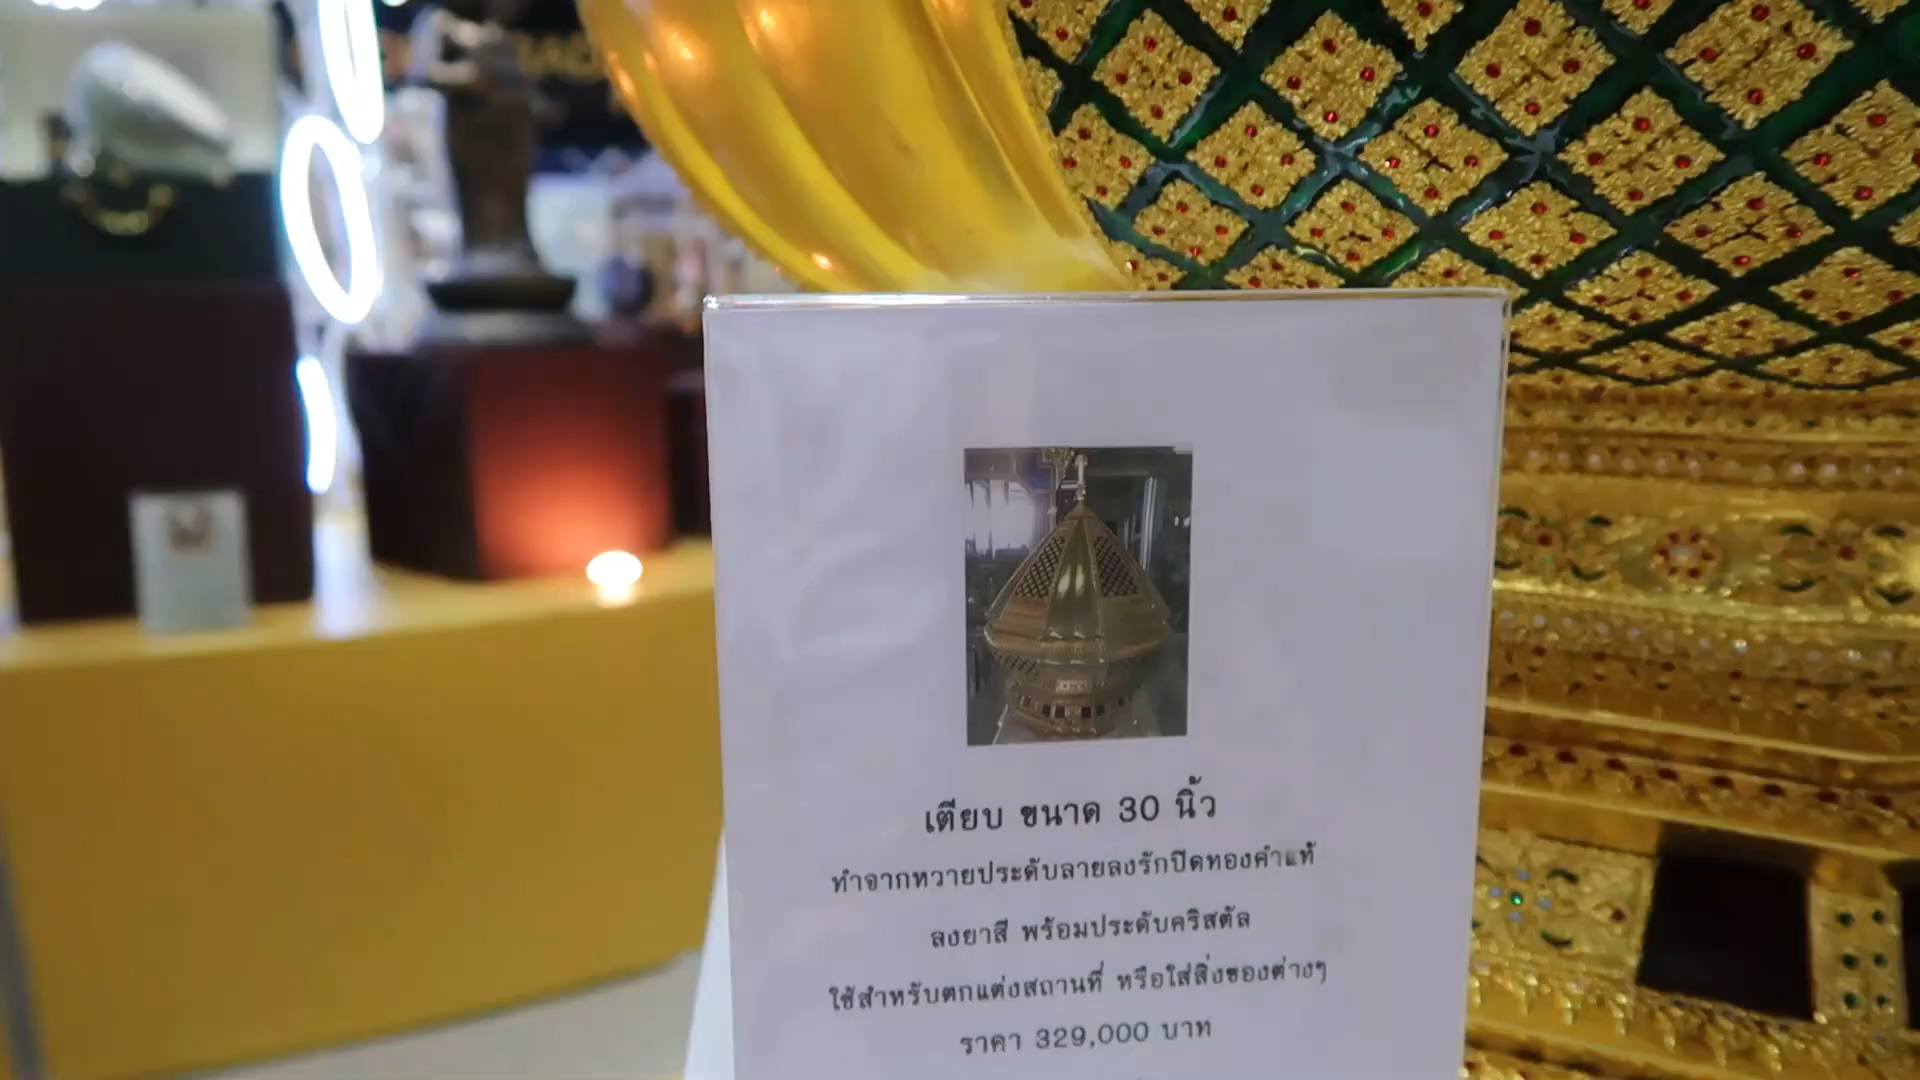 เตียบ ขนาด 30 นิ้ว
ทำจากหวายประดับลายลงรักปิดทองคำแท้
ลงยาสี พร้อมประดับคริสตัล
ใช้สำหรับตกแต่งสถานที่ หรือใส่สิ่งของต่างๆ
ราคา 329,000 บาท